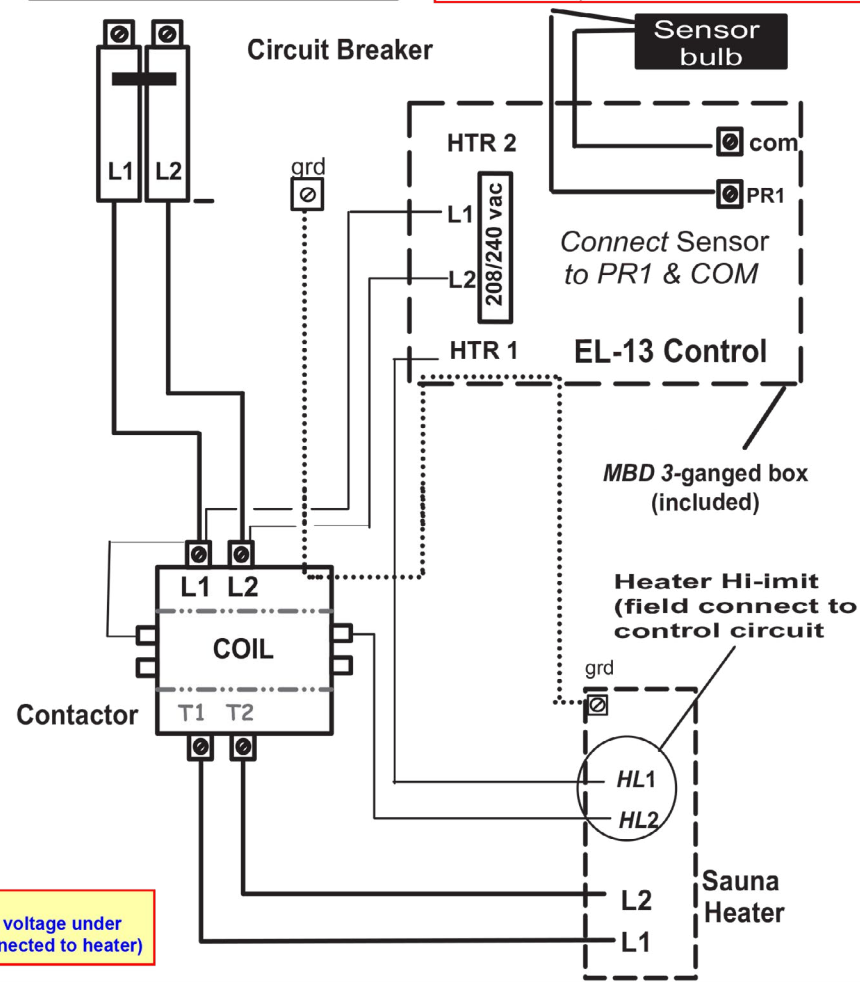 Circuit Breaker
Sensor
bulb
L1
L2
grd
HTR 2
com
L1
208/240 vac
PR1
Connect Sensor
to PR1 & COM
L2
HTR 1
EL-13 Control
MBD 3-ganged box
(included)
L1
L2
Heater Hi-imit
(field connect to
control circuit
COIL
grd
Contactor
T1
T2
HL1
HL2
Sauna
Heater
L2
L1
voltage under
nected to heater)